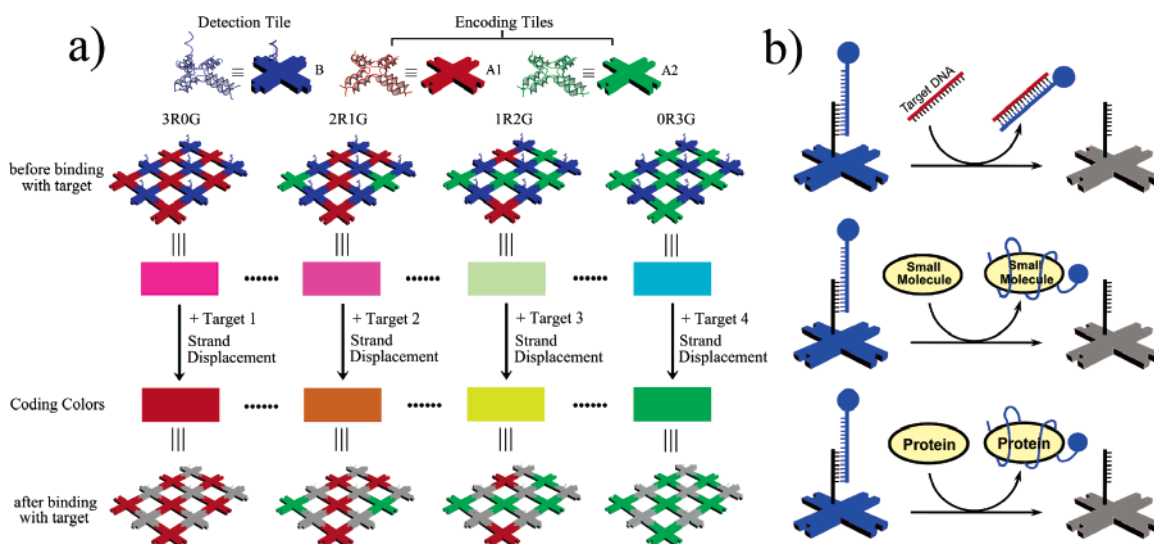 a)
Detection Tile
Encoding Tiles
≡ B
≡ A1
≡ A2
3R0G 2R1G 1R2G 0R3G
before binding
with target
+ Target 1
Strand
Displacement
+ Target 2
Strand
Displacement
+ Target 3
Strand
Displacement
+ Target 4
Strand
Displacement
Coding Colors
after binding
with target
b)
Target DNA
Small
Molecule
Small
Molecule
Protein
Protein